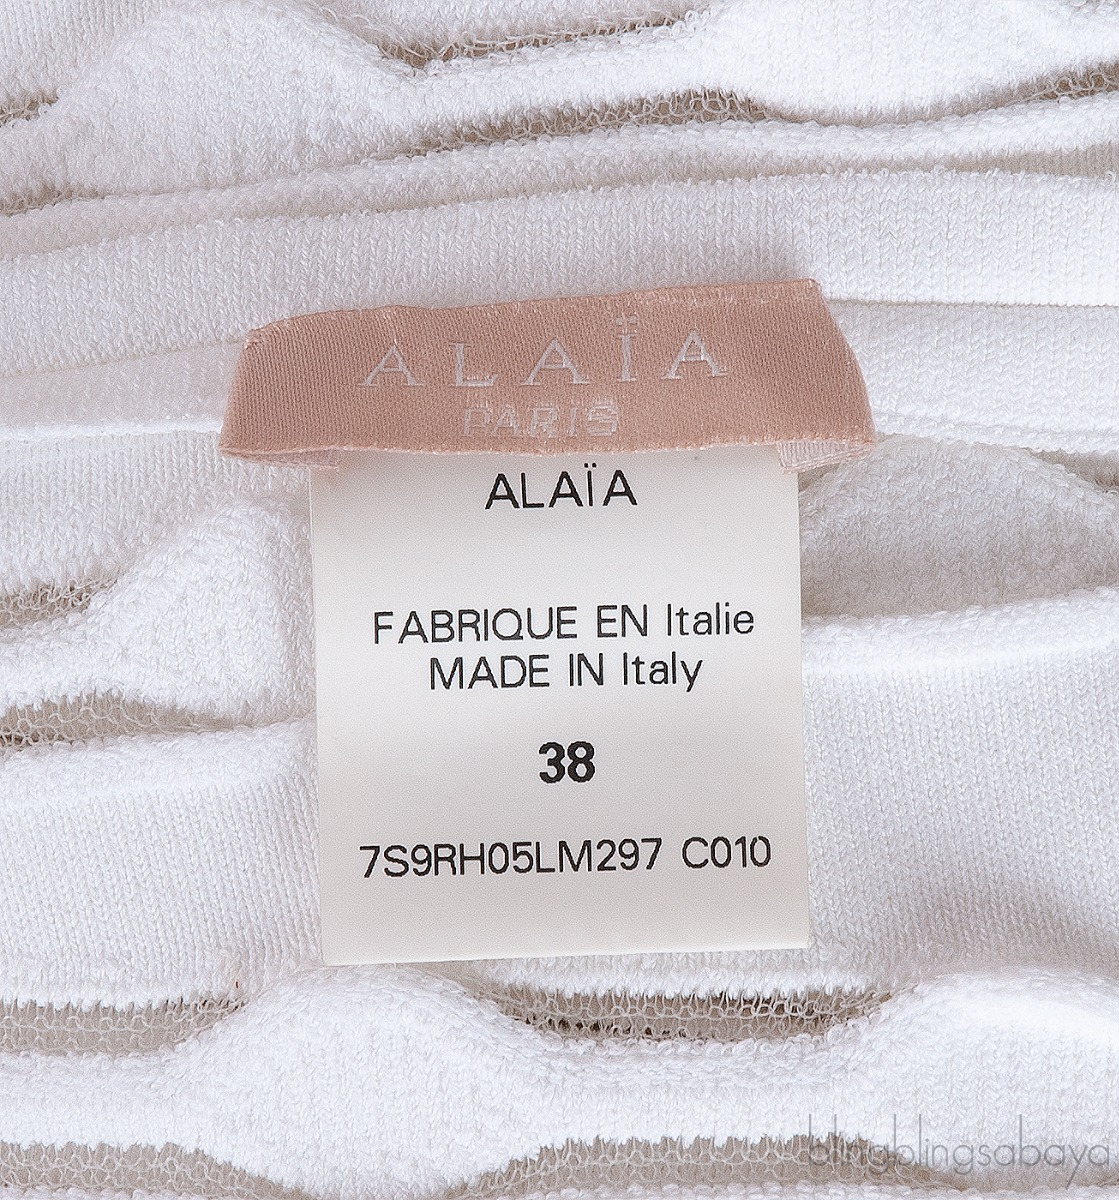 ALAÏA
PARIS
ALAÏA
FABRIQUE EN Italie
MADE IN Italy
38
7S9RH05LM297 C010
blingblingsabaya